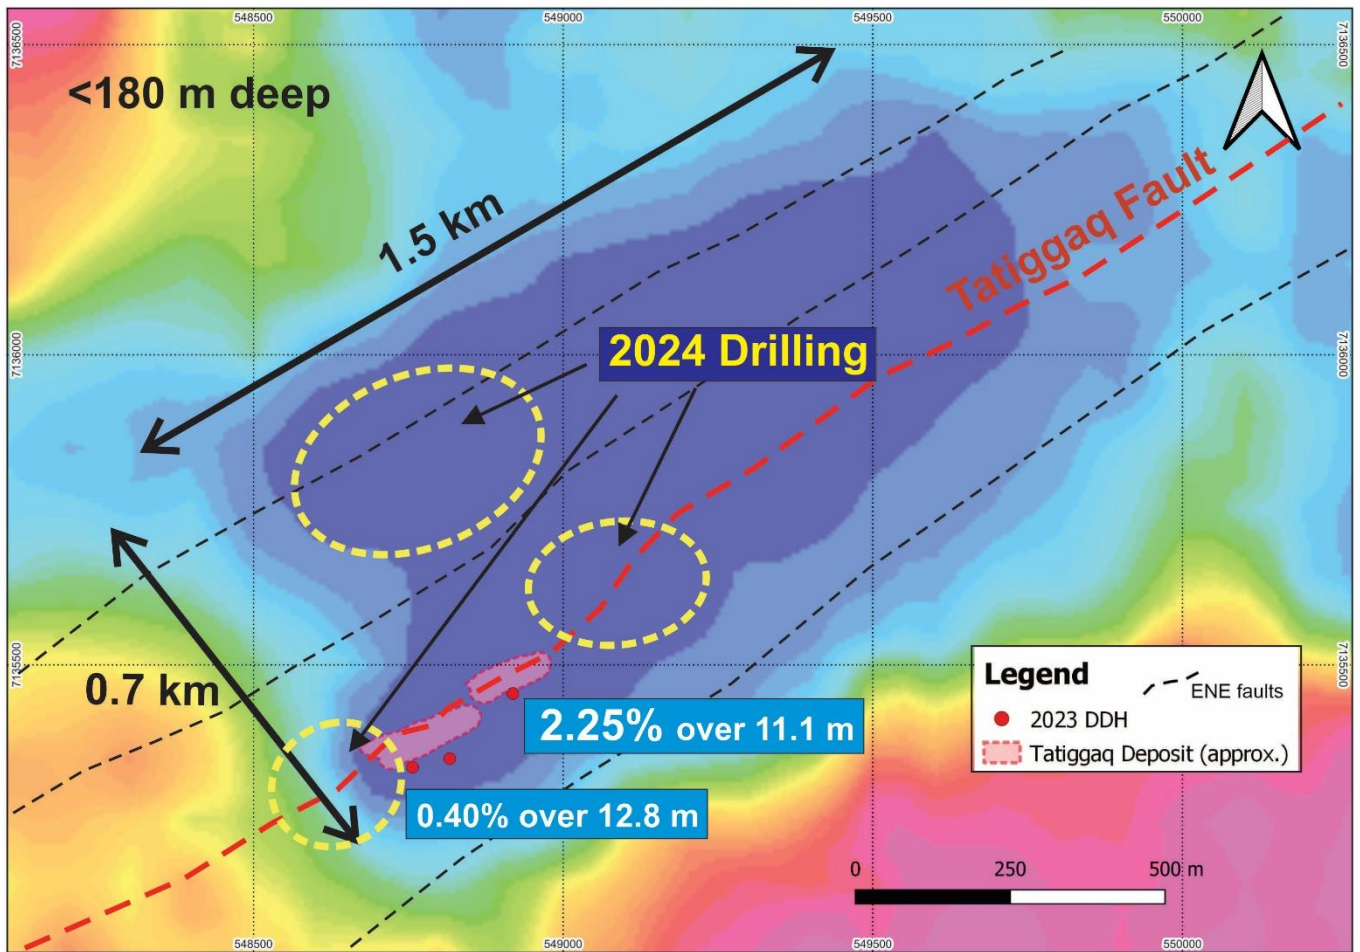 548500
549000
549500
550000
7136500
7136500
<180 m deep
1.5 km
Tatiggaq Fault
7136000
7136000
2024 Drilling
7135500
7135500
0.7 km
2.25% over 11.1 m
0.40% over 12.8 m
Legend
ENE faults
2023 DDH
Tatiggaq Deposit (approx.)
0 250 500 m
548500
549000
549500
550000